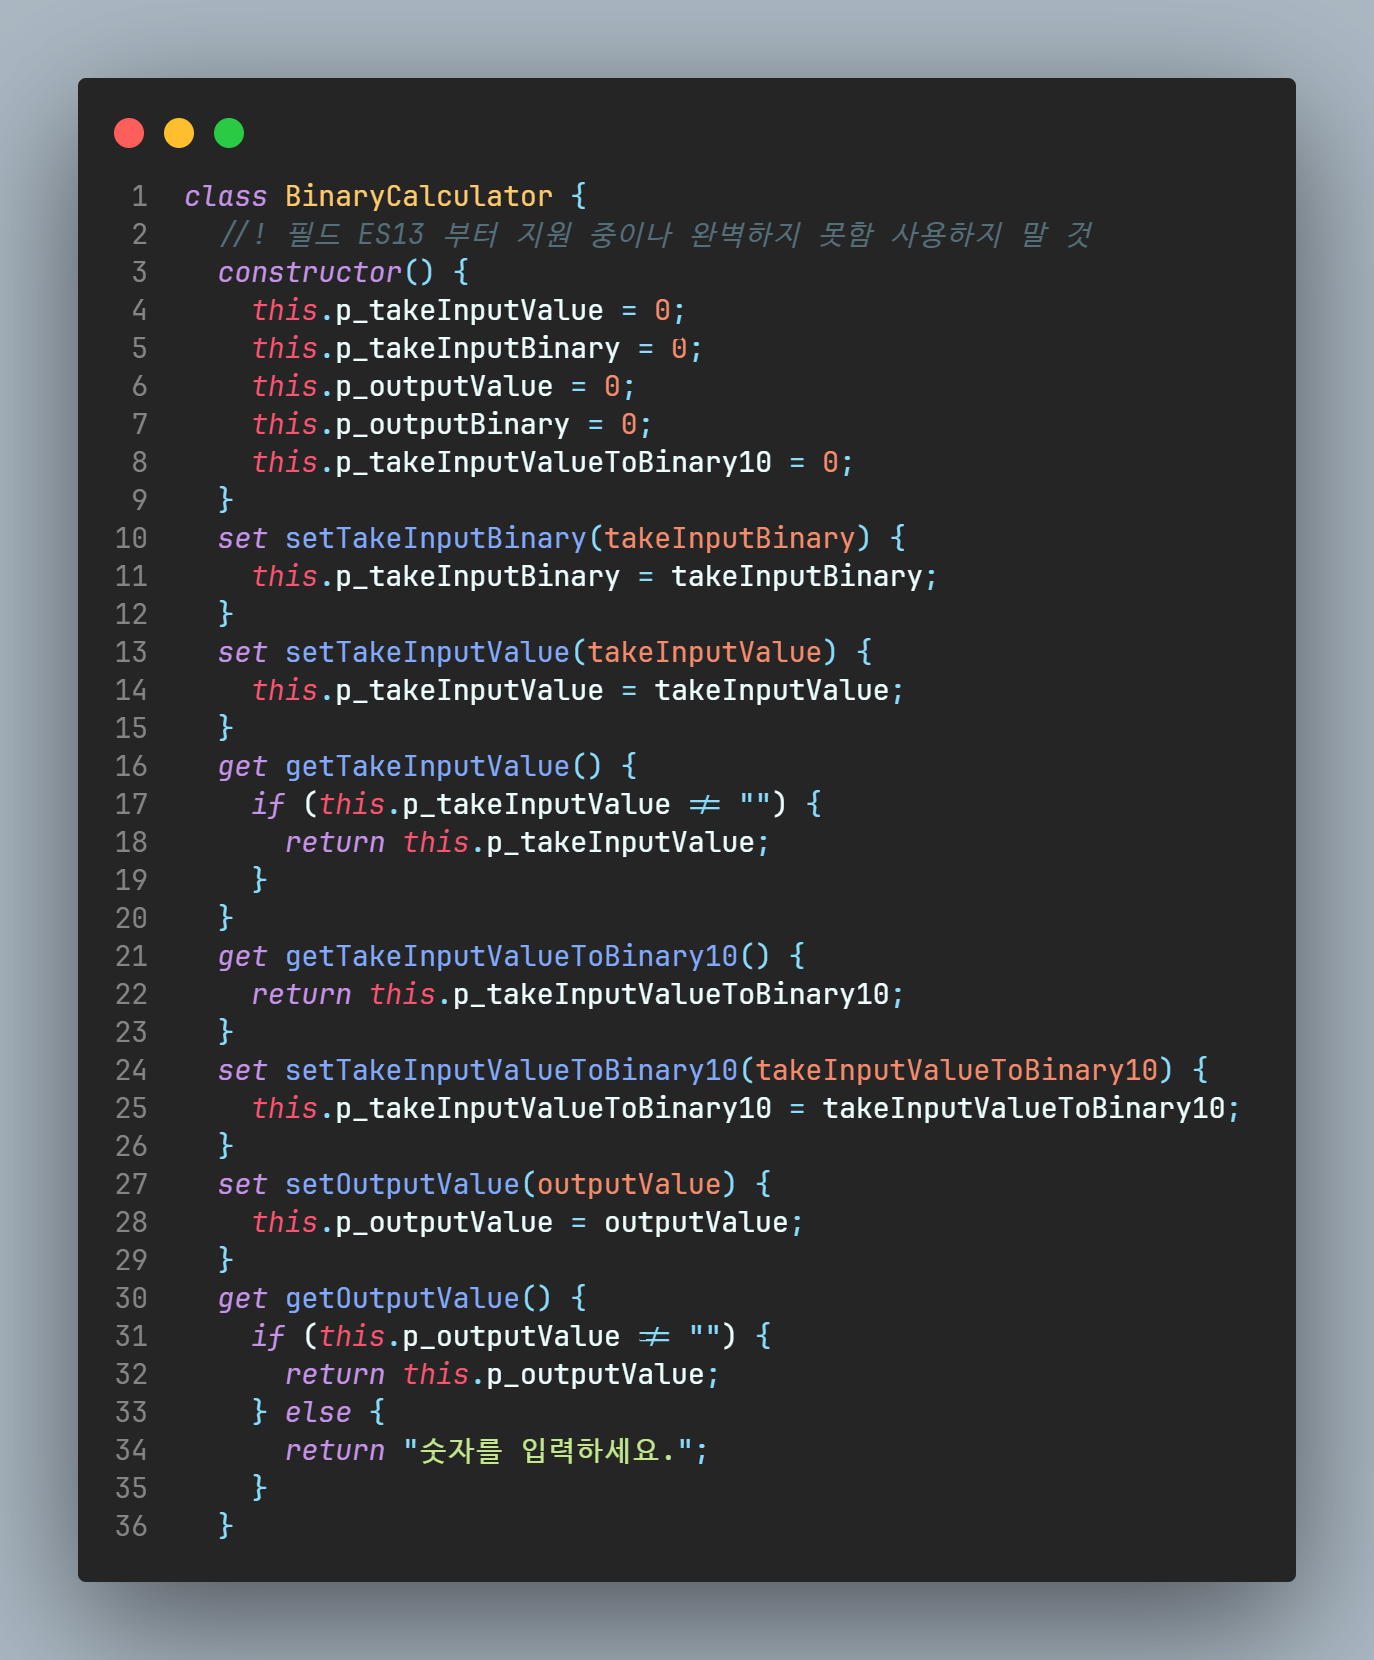 1 class BinaryCalculator {
2 //! 필드 ES13 부터 지원 중이나 완벽하지 못함 사용하지 말 것
3 constructor() {
4 this.p_takeInputValue = 0;
5 this.p_takeInputBinary = 0;
6 this.p_outputValue = 0;
7 this.p_outputBinary = 0;
8 this.p_takeInputValueToBinary10 = 0;
9 }
10 set setTakeInputBinary(takeInputBinary) {
11 this.p_takeInputBinary = takeInputBinary;
12 }
13 set setTakeInputValue(takeInputValue) {
14 this.p_takeInputValue = takeInputValue;
15 }
16 get getTakeInputValue() {
17 if (this.p_takeInputValue != "") {
18 return this.p_takeInputValue;
19 }
20 }
21 get getTakeInputValueToBinary10() {
22 return this.p_takeInputValueToBinary10;
23 }
24 set setTakeInputValueToBinary10(takeInputValueToBinary10) {
25 this.p_takeInputValueToBinary10 = takeInputValueToBinary10;
26 }
27 set setOutputValue(outputValue) {
28 this.p_outputValue = outputValue;
29 }
30 get getOutputValue() {
31 if (this.p_outputValue != "") {
32 return this.p_outputValue;
33 } else {
34 return "숫자를 입력하세요.";
35 }
36 }